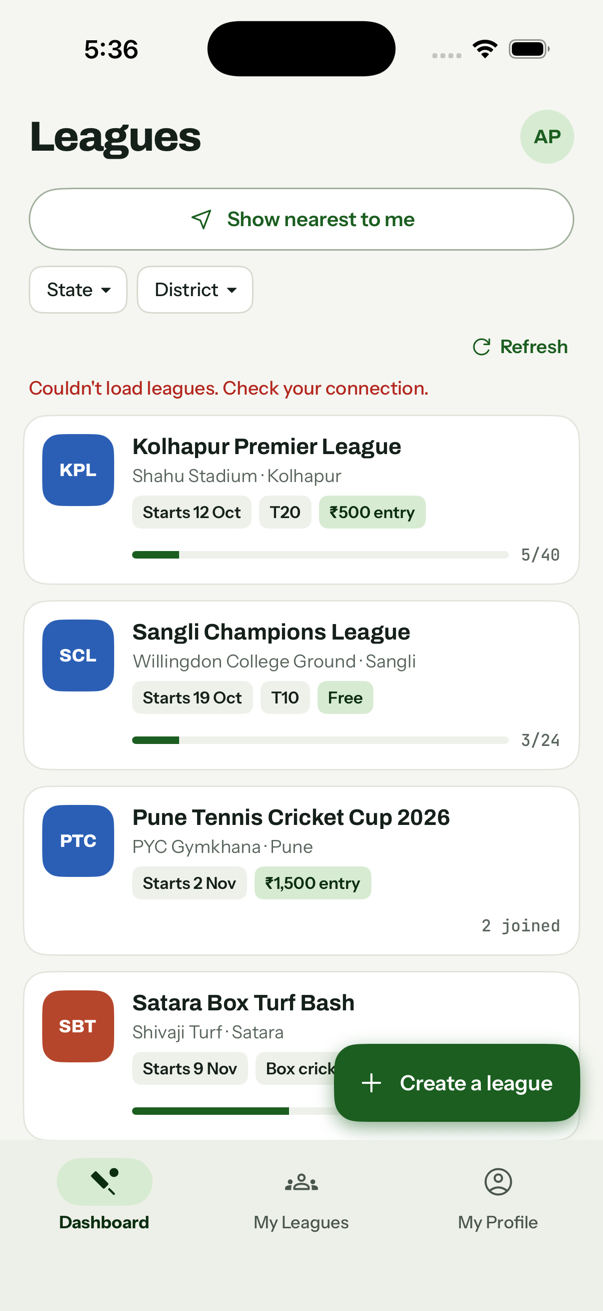 5:36
Leagues
AP
Show nearest to me
State
District
Refresh
Couldn't load leagues. Check your connection.
KPL
Kolhapur Premier League
Shahu Stadium · Kolhapur
Starts 12 Oct
T20
₹500 entry
5/40
SCL
Sangli Champions League
Willingdon College Ground · Sangli
Starts 19 Oct
T10
Free
3/24
PTC
Pune Tennis Cricket Cup 2026
PYC Gymkhana · Pune
Starts 2 Nov
₹1,500 entry
2 joined
SBT
Satara Box Turf Bash
Shivaji Turf · Satara
Starts 9 Nov
Box crick
Create a league
Dashboard
My Leagues
My Profile